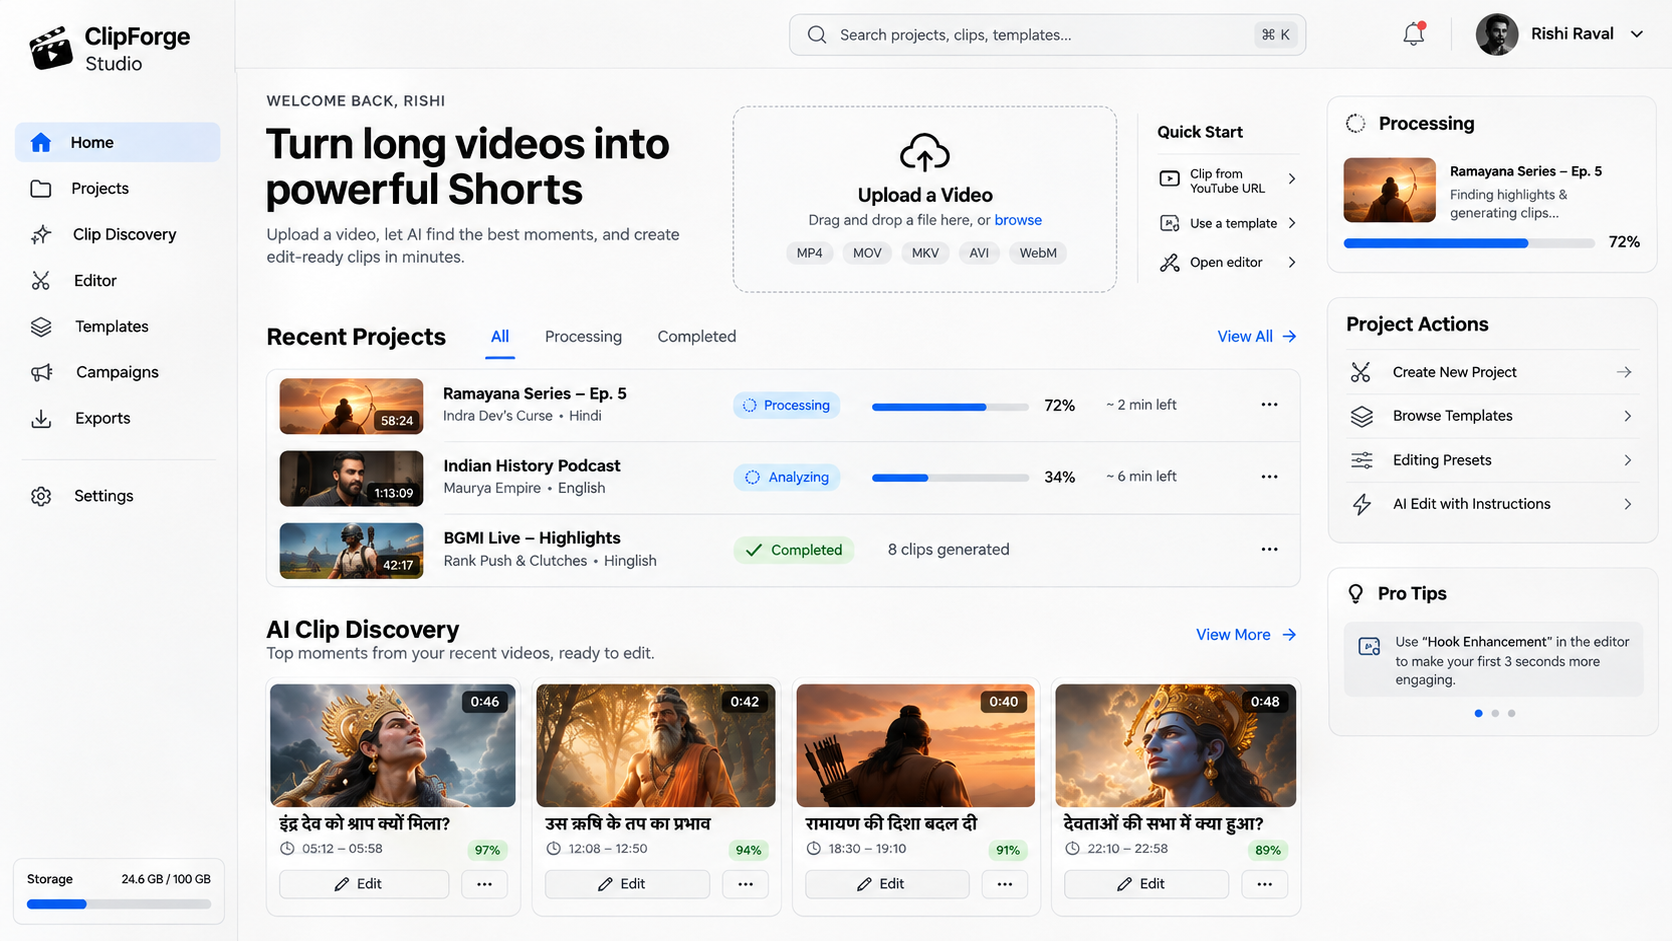 ClipForge
Studio
Search projects, clips, templates...
⌘ K
Rishi Raval
Home
Projects
Clip Discovery
Editor
Templates
Campaigns
Exports
Settings
Storage
24.6 GB / 100 GB
WELCOME BACK, RISHI
Turn long videos into
powerful Shorts
Upload a video, let AI find the best moments, and create
edit-ready clips in minutes.
Upload a Video
Drag and drop a file here, or browse
MP4 MOV MKV AVI WebM
Quick Start
Clip from
YouTube URL
Use a template
Open editor
Recent Projects
All
Processing
Completed
View All →
58:24
Ramayana Series – Ep. 5
Indra Dev's Curse • Hindi
Processing
72%
~ 2 min left
1:13:09
Indian History Podcast
Maurya Empire • English
Analyzing
34%
~ 6 min left
42:17
BGMI Live – Highlights
Rank Push & Clutches • Hinglish
Completed
8 clips generated
AI Clip Discovery
Top moments from your recent videos, ready to edit.
View More →
0:46
इंद्र देव को श्राप क्यों मिला?
05:12 – 05:58
97%
Edit
0:42
उस ऋषि के तप का प्रभाव
12:08 – 12:50
94%
Edit
0:40
रामायण की दिशा बदल दी
18:30 – 19:10
91%
Edit
0:48
देवताओं की सभा में क्या हुआ?
22:10 – 22:58
89%
Edit
Processing
Ramayana Series – Ep. 5
Finding highlights &
generating clips...
72%
Project Actions
Create New Project
Browse Templates
Editing Presets
AI Edit with Instructions
Pro Tips
Use “Hook Enhancement” in the editor
to make your first 3 seconds more
engaging.